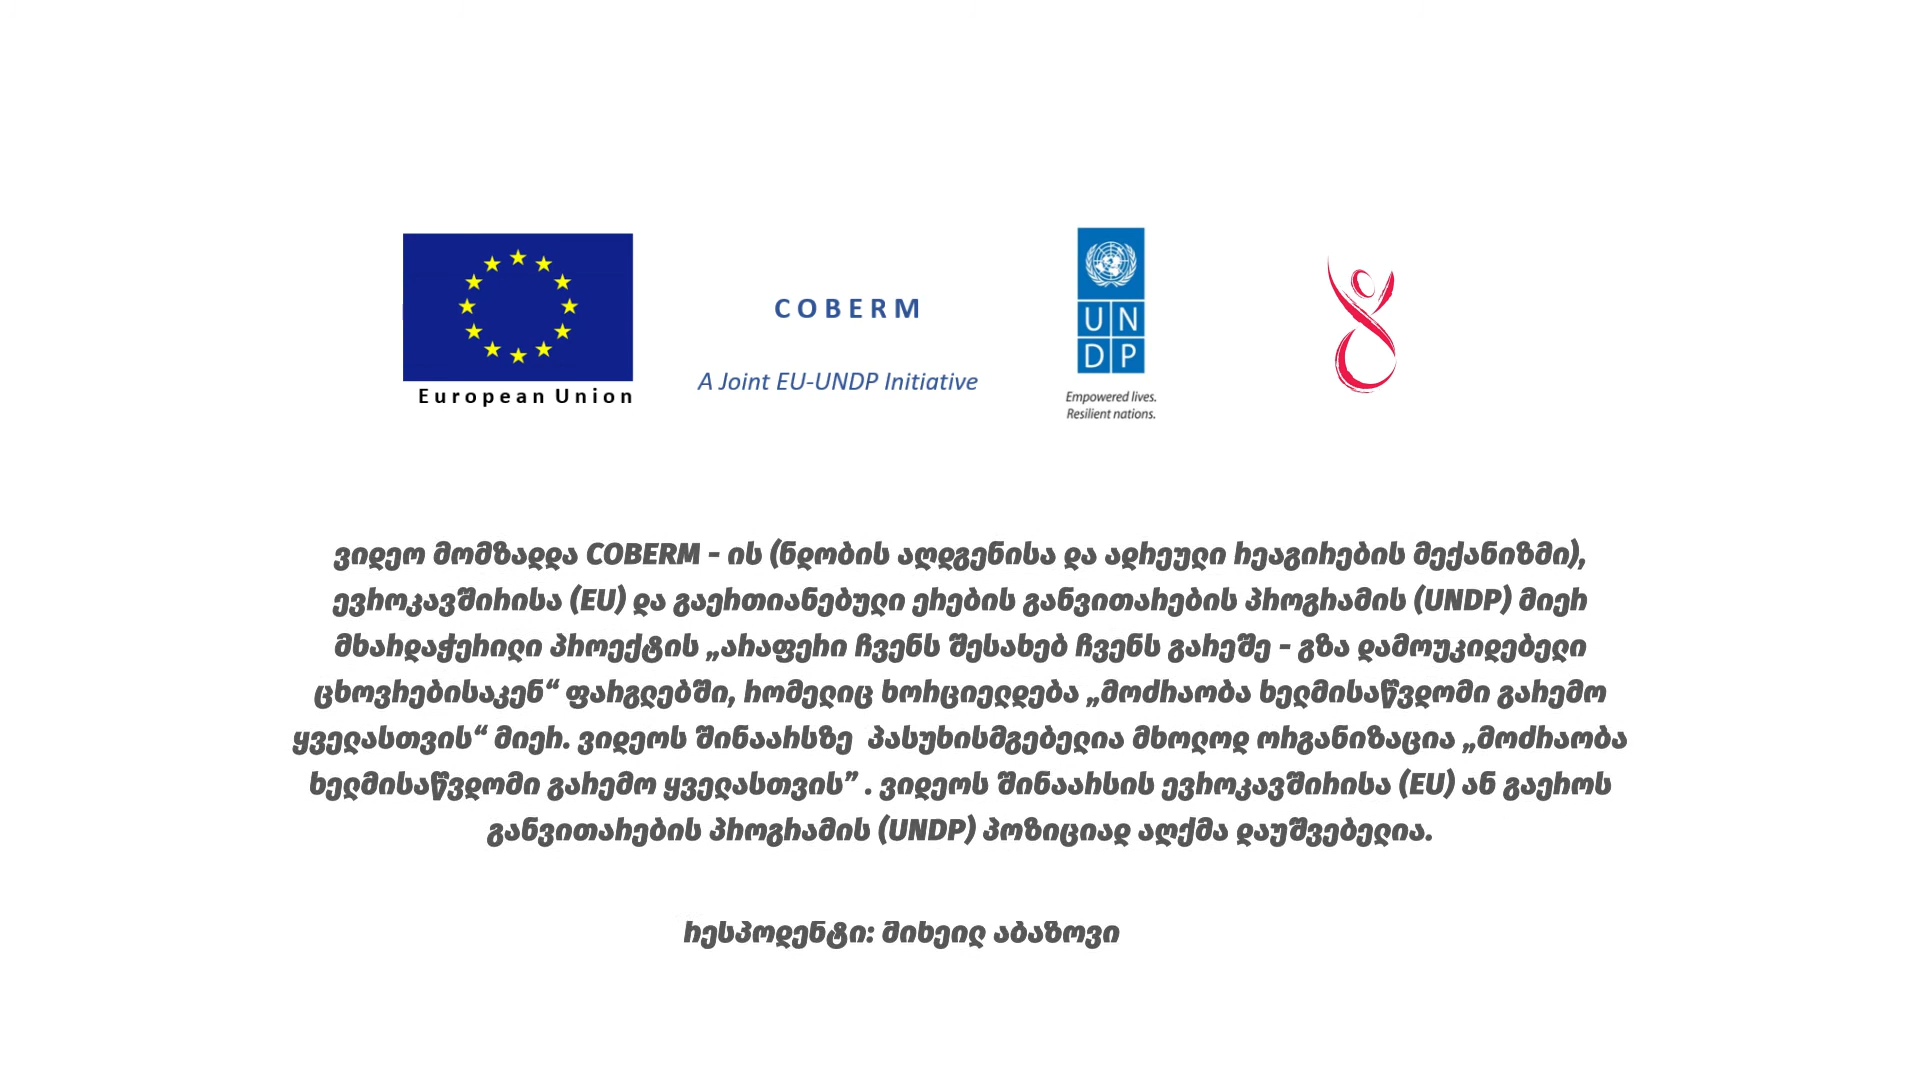 European Union
COBERM
A Joint EU-UNDP Initiative
UN
DP
Empowered lives.
Resilient nations.
ვიდეო მომზადდა COBERM - ის (ნდობის აღდგენისა და ადრეული რეაგირების მექანიზმი),
ევროკავშირისა (EU) და გაერთიანებული ერების განვითარების პროგრამის (UNDP) მიერ
მხარდაჭერილი პროექტის „არაფერი ჩვენს შესახებ ჩვენს გარეშე - გზა დამოუკიდებელი
ცხოვრებისაკენ“ ფარგლებში, რომელიც ხორციელდება „მოძრაობა ხელმისაწვდომი გარემო
ყველასთვის“ მიერ. ვიდეოს შინაარსზე პასუხისმგებელია მხოლოდ ორგანიზაცია „მოძრაობა
ხელმისაწვდომი გარემო ყველასთვის” . ვიდეოს შინაარსის ევროკავშირისა (EU) ან გაეროს
განვითარების პროგრამის (UNDP) პოზიციად აღქმა დაუშვებელია.
რესპოდენტი: მიხეილ აბაზოვი